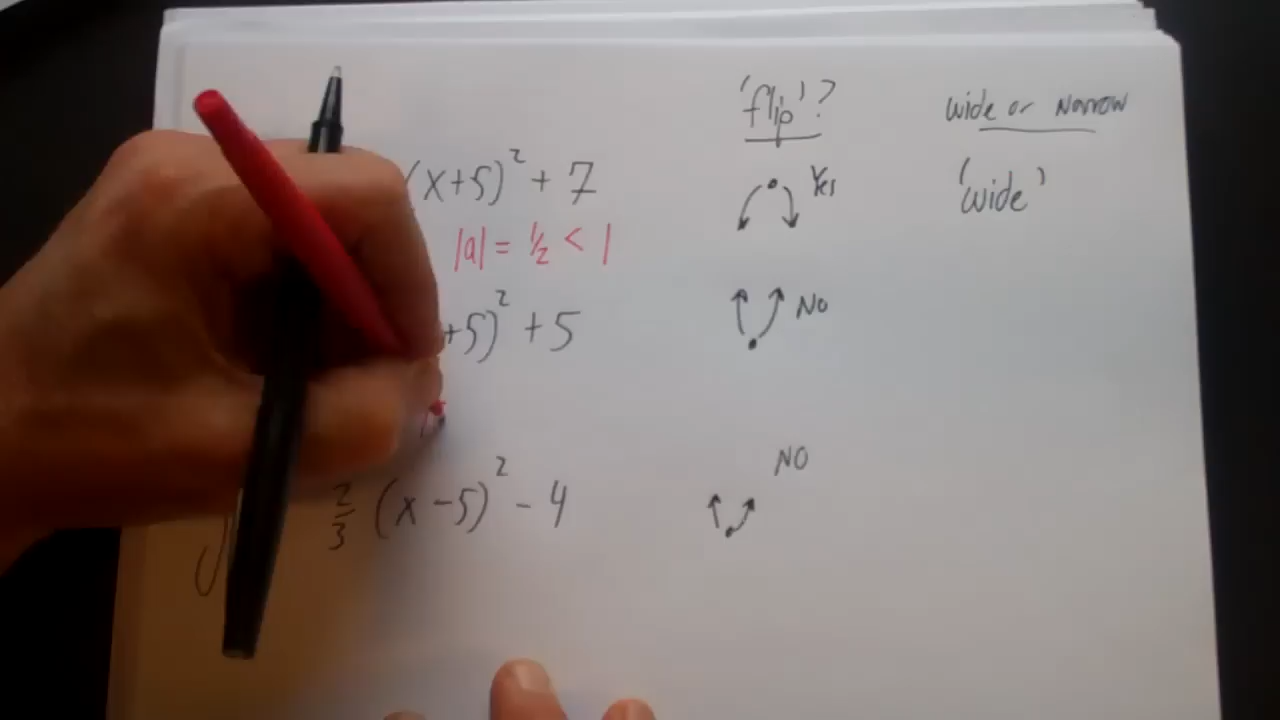 'flip'?
wide or narrow
(x+5)² + 7
Yes
'wide'
|a| = ½ < 1
+5)² + 5
NO
2/3 (x-5)² - 4
NO